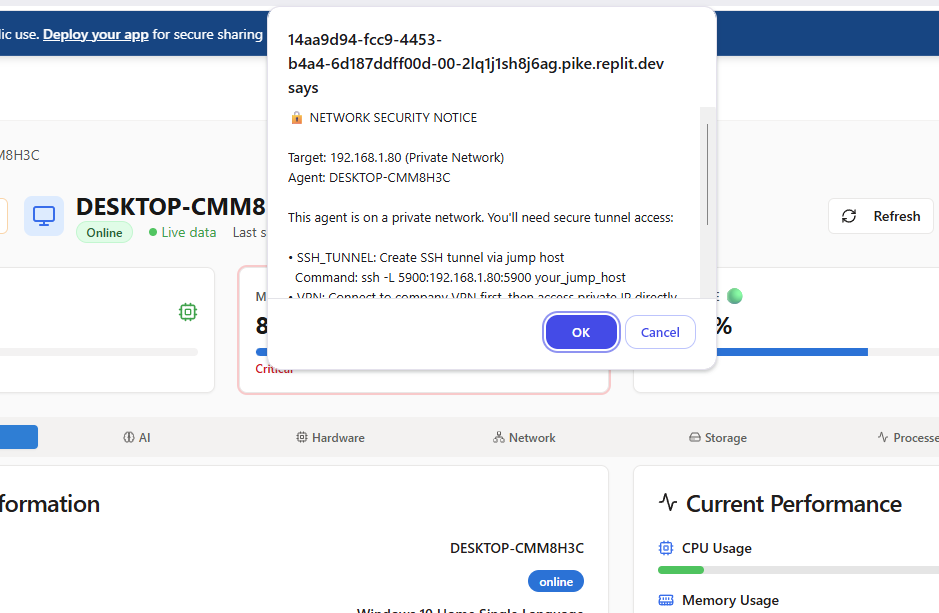 lic use. Deploy your app for secure sharing
14aa9d94-fcc9-4453-
b4a4-6d187ddff00d-00-2lq1j1sh8j6ag.pike.replit.dev
says
🔒 NETWORK SECURITY NOTICE
Target: 192.168.1.80 (Private Network)
Agent: DESKTOP-CMM8H3C
This agent is on a private network. You'll need secure tunnel access:
• SSH_TUNNEL: Create SSH tunnel via jump host
Command: ssh -L 5900:192.168.1.80:5900 your_jump_host
• VPN: Connect to company VPN first, then access private IP directly
OK
Cancel
M8H3C
DESKTOP-CMM8
Online
Live data
Last s
Refresh
M
8
Critical
%
AI
Hardware
Network
Storage
Processe
formation
DESKTOP-CMM8H3C
online
Windows 10 Home Single Language
Current Performance
CPU Usage
Memory Usage